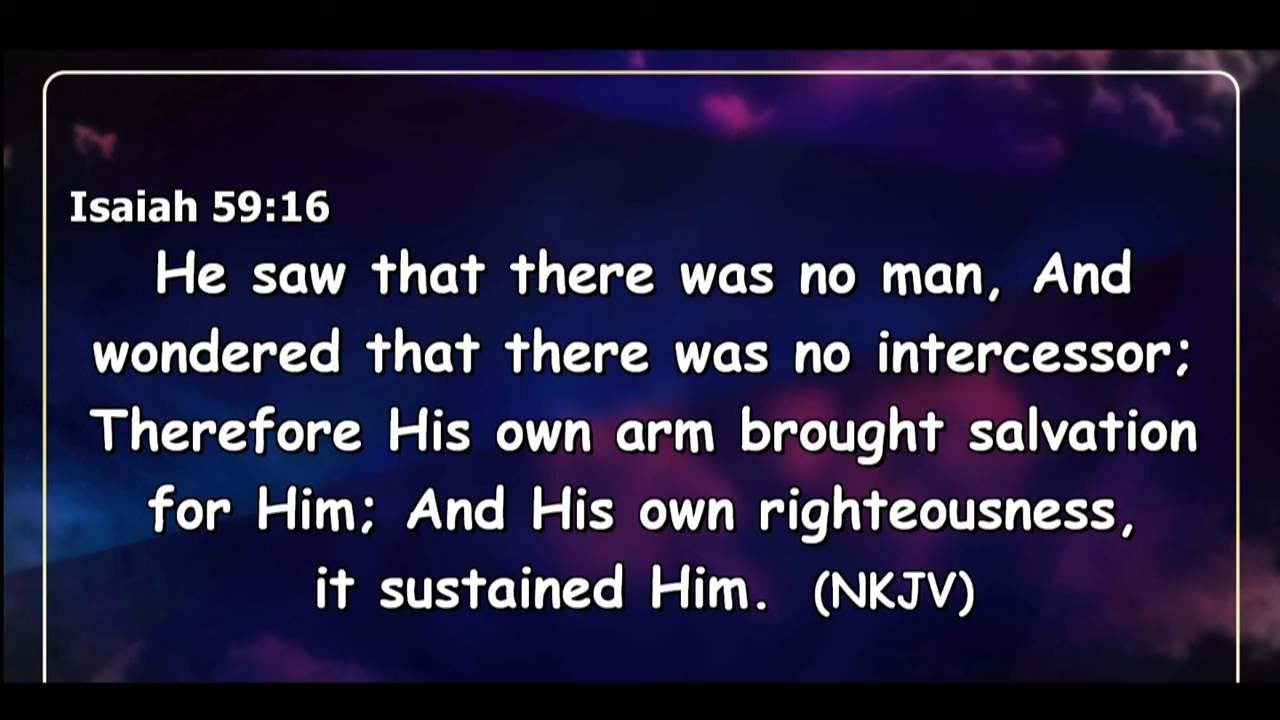 Isaiah 59:16
He saw that there was no man, And
wondered that there was no intercessor;
Therefore His own arm brought salvation
for Him; And His own righteousness,
it sustained Him. (NKJV)